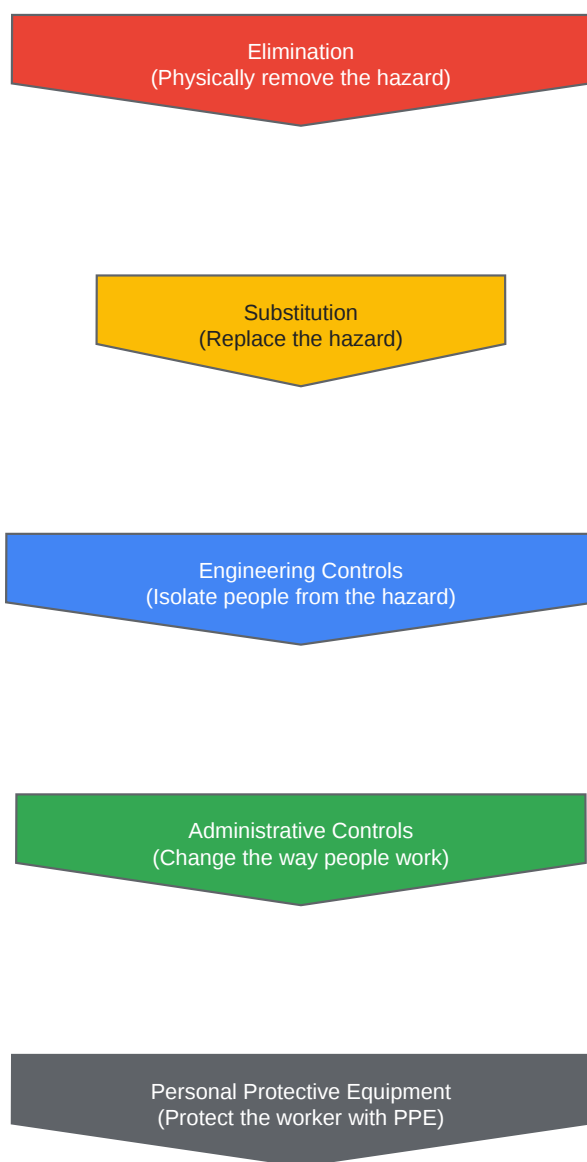 Elimination
(Physically remove the hazard)
Substitution
(Replace the hazard)
Engineering Controls
(Isolate people from the hazard)
Administrative Controls
(Change the way people work)
Personal Protective Equipment
(Protect the worker with PPE)